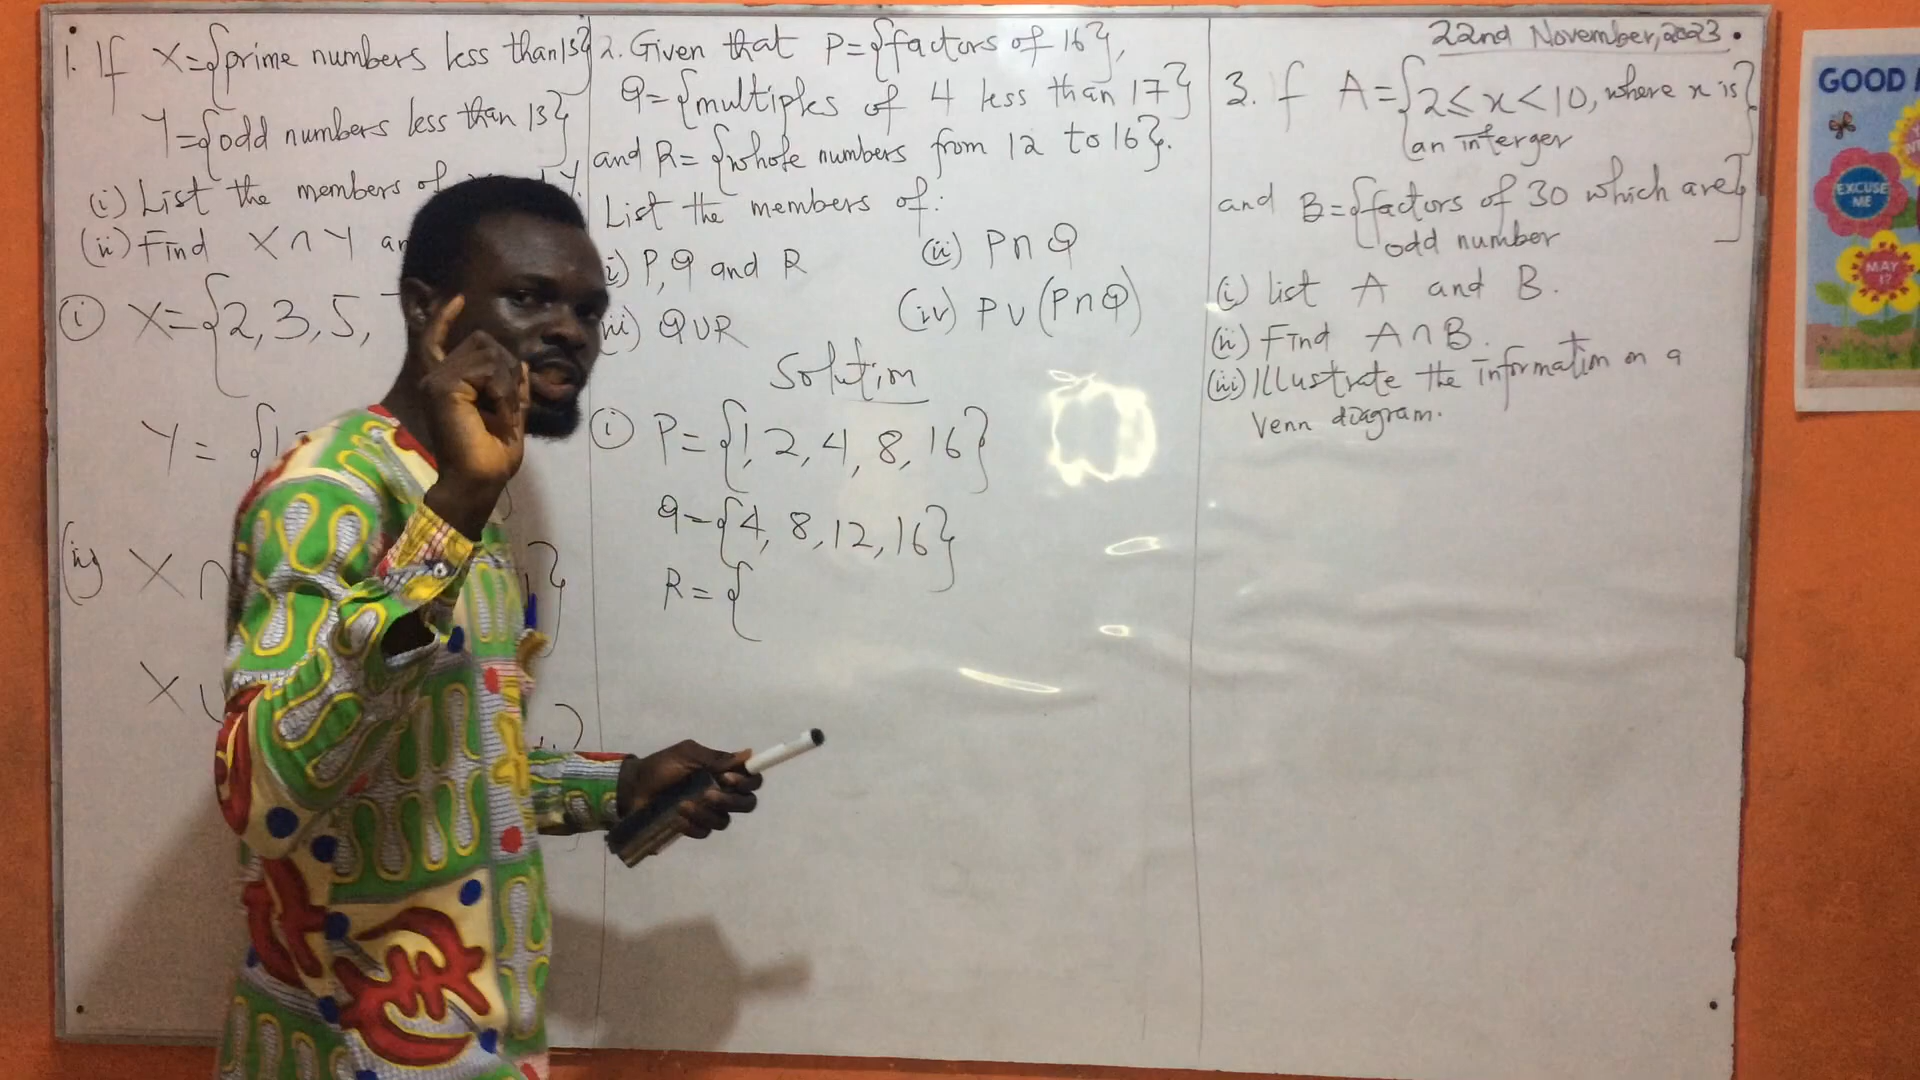 1. If X={prime numbers less than 13}
Y={odd numbers less than 13}
(i) List the members of
(ii) Find X∩Y
(i) X={2, 3, 5,
Y= {1
(ii) X ∩
X ∪
2. Given that P={factors of 16},
Q={multiples of 4 less than 17}
and R={whole numbers from 12 to 16}.
List the members of:
i) P, Q and R (ii) P∩Q
iii) Q∪R (iv) P∪(P∩Q)
Solution
(i) P={1, 2, 4, 8, 16}
Q={4, 8, 12, 16}
R={
22nd November, 2023.
3. If A={2≤x<10, where x is
an interger}
and B={factors of 30 which are
odd number}
(i) list A and B.
(ii) Find A∩B.
(iii) Illustrate the information on a
Venn diagram.
GOOD
EXCUSE
ME
MAY
I?